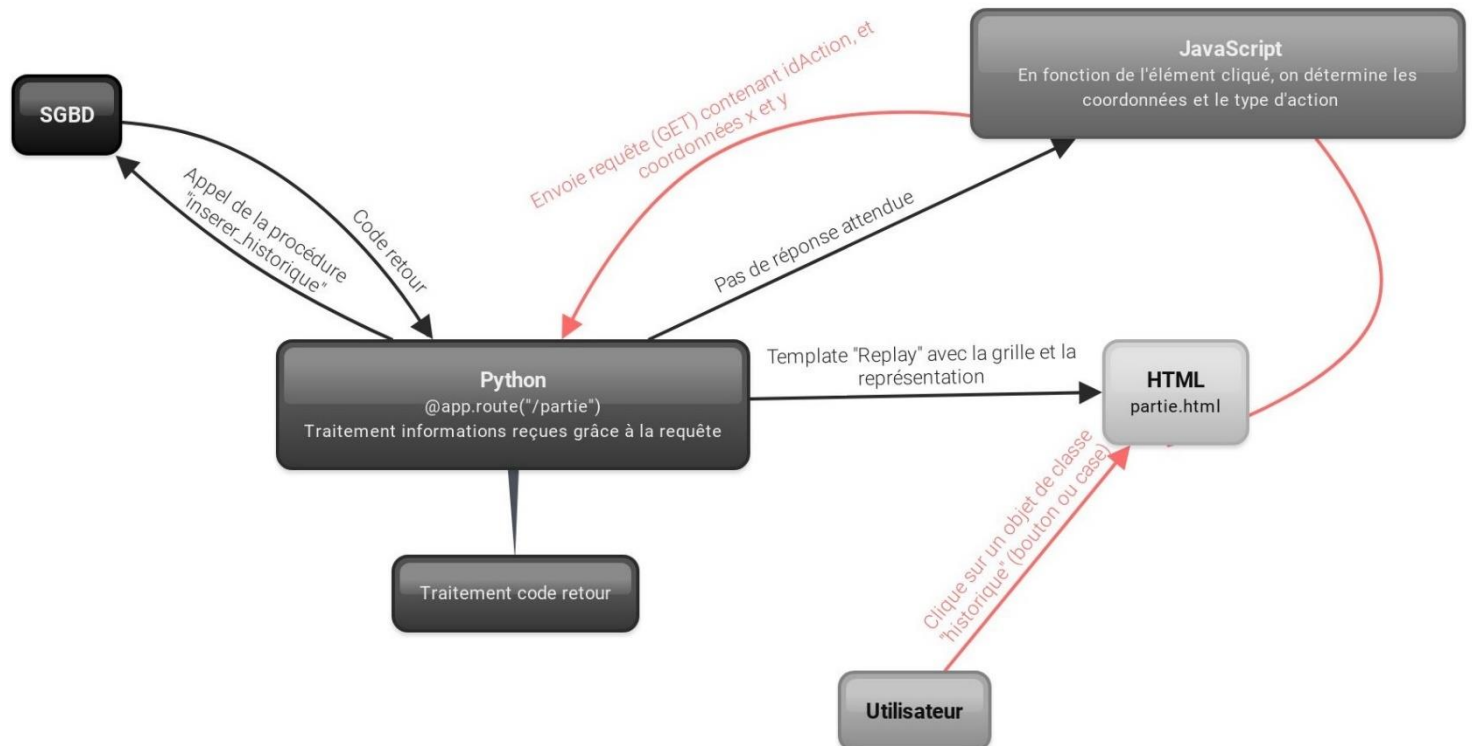 JavaScript
En fonction de l'élément cliqué, on détermine les
coordonnées et le type d'action
SGBD
Envoie requête (GET) contenant idAction, et
coordonnées x et y
Appel de la procédure
"inserer_historique"
Code retour
Pas de réponse attendue
Python
@app.route("/partie")
Traitement informations reçues grâce à la requête
Template "Replay" avec la grille et la
représentation
HTML
partie.html
Clique sur un objet de classe
"historique" (bouton ou case)
Traitement code retour
Utilisateur